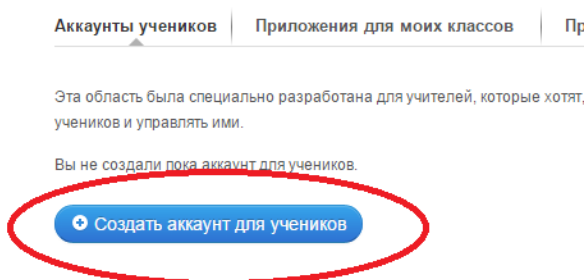 Аккаунты учеников Приложения для моих классов
Эта область была специально разработана для учителей, которые хотят,
учеников и управлять ими.
Вы не создали пока аккаунт для учеников.
Создать аккаунт для учеников